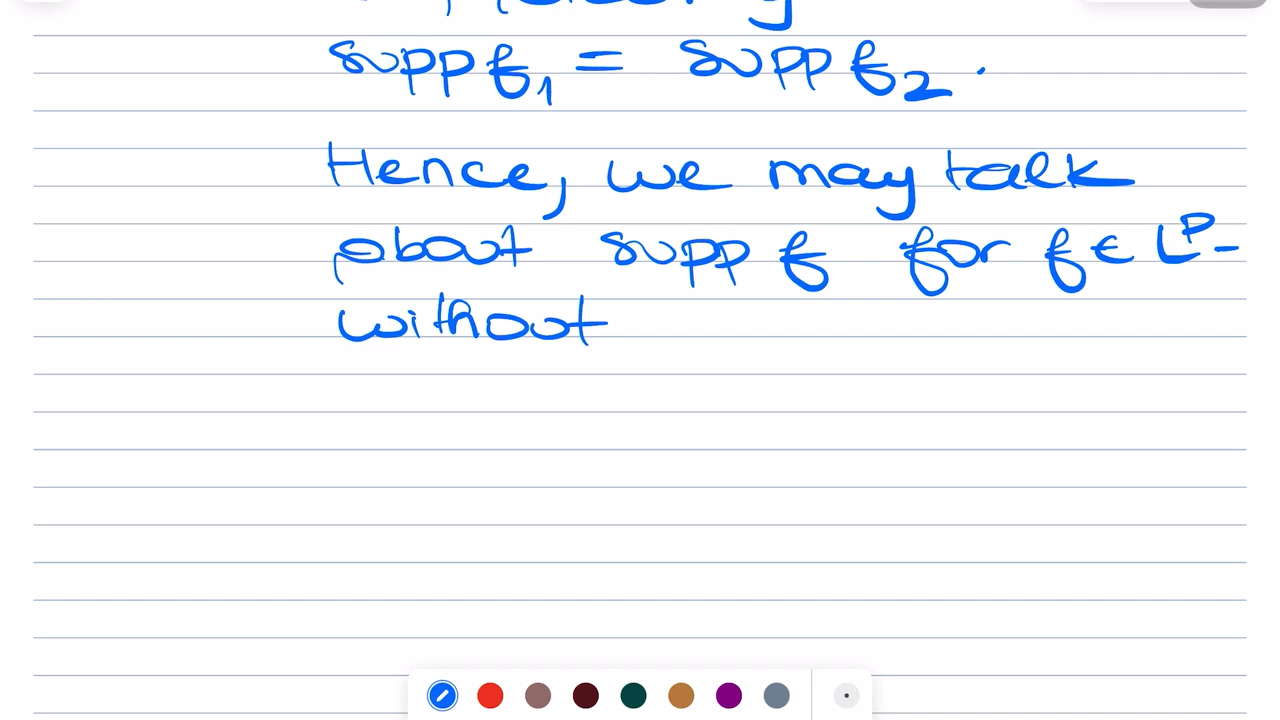 supp f₁ = supp f₂.
Hence, we may talk
about supp f for f ∈ Lᵖ-
without